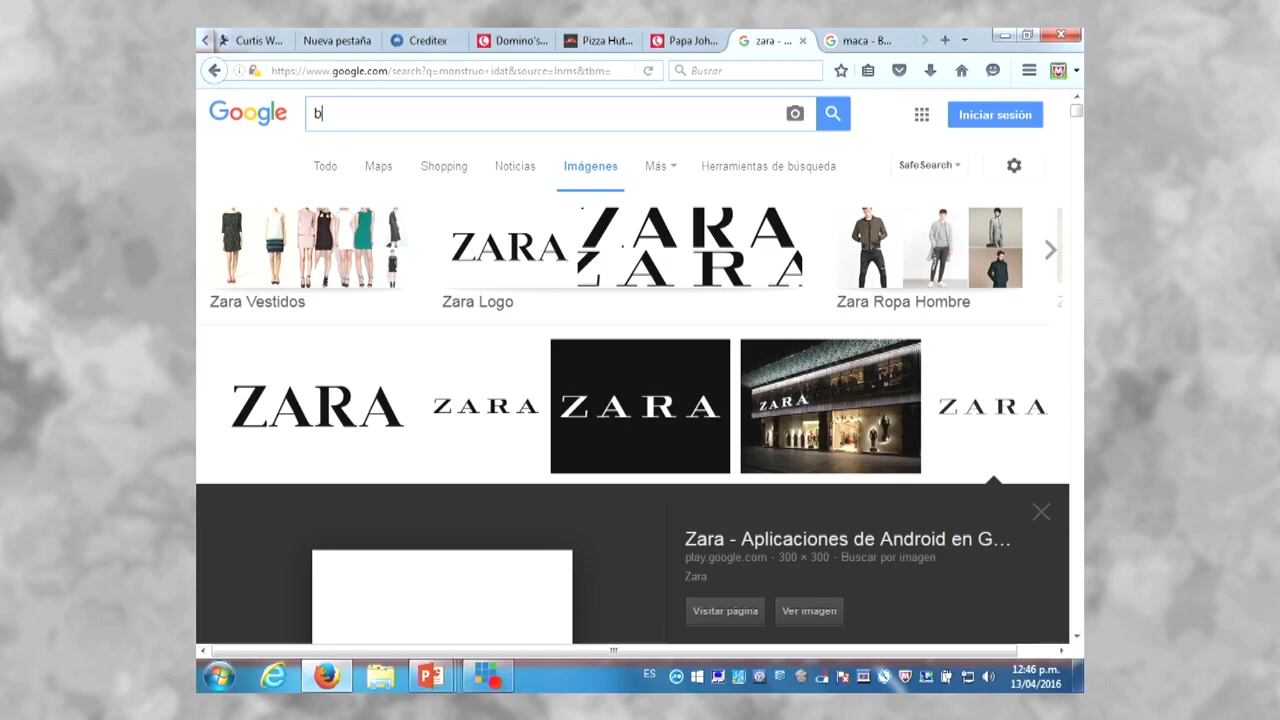 Curtis W... Nueva pestañ... Creditex Domino's... Pizza Hut... Papa Joh... zara - ... maca - B...
https://www.google.com/search?q=monstruo+idat&source=lnms&tbm= Buscar
Google b Iniciar sesión
Todo Maps Shopping Noticias Imágenes Más Herramientas de búsqueda SafeSearch
ZARA ZARA
ZARA
Zara Vestidos Zara Logo Zara Ropa Hombre
ZARA ZARA ZARA ZARA ZARA
Zara - Aplicaciones de Android en G...
play.google.com - 300 × 300 - Buscar por imagen
Zara
Visitar página Ver imagen
ES 12:46 p.m.
13/04/2016